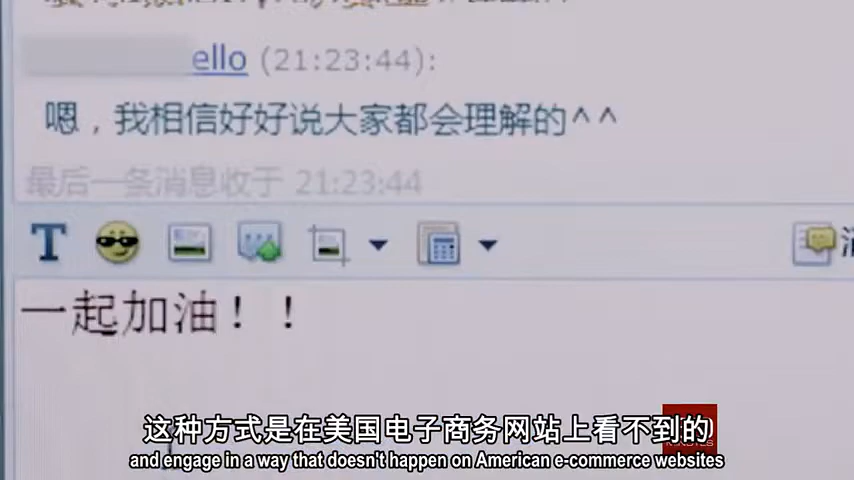 ello (21:23:44):
嗯，我相信好好说大家都会理解的^^
最后一条消息收于 21:23:44
T
一起加油！！
这种方式是在美国电子商务网站上看不到的
and engage in a way that doesn't happen on American e-commerce websites